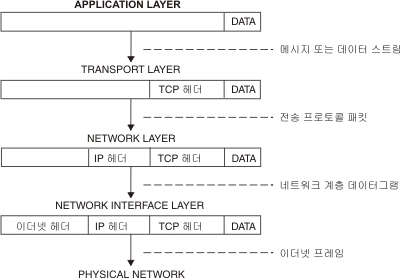 APPLICATION LAYER
DATA
메시지 또는 데이터 스트림
TRANSPORT LAYER
TCP 헤더 DATA
전송 프로토콜 패킷
NETWORK LAYER
IP 헤더 TCP 헤더 DATA
네트워크 계층 데이터그램
NETWORK INTERFACE LAYER
이더넷 헤더 IP 헤더 TCP 헤더 DATA
이더넷 프레임
PHYSICAL NETWORK